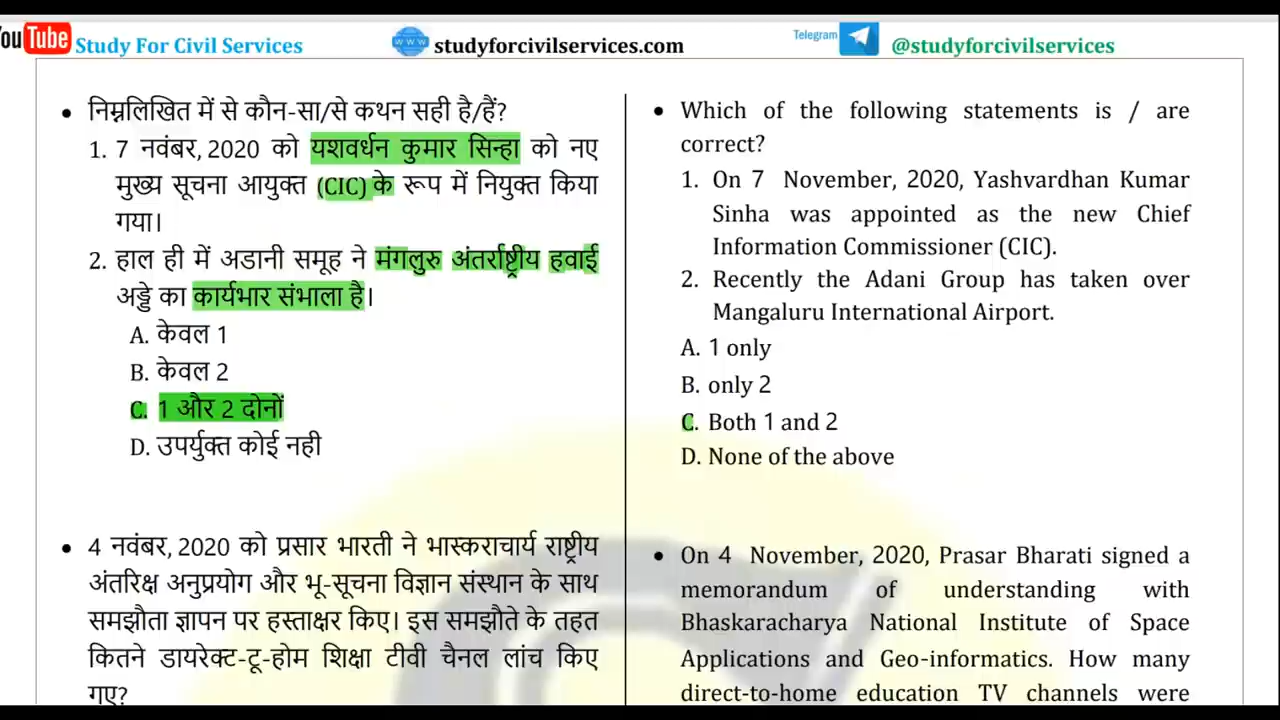 YouTube Study For Civil Services
www studyforcivilservices.com
Telegram @studyforcivilservices
• निम्नलिखित में से कौन-सा/से कथन सही है/हैं?
1. 7 नवंबर, 2020 को यशवर्धन कुमार सिन्हा को नए
मुख्य सूचना आयुक्त (CIC) के रूप में नियुक्त किया
गया।
2. हाल ही में अडानी समूह ने मंगलुरु अंतर्राष्ट्रीय हवाई
अड्डे का कार्यभार संभाला है।
A. केवल 1
B. केवल 2
C. 1 और 2 दोनों
D. उपर्युक्त कोई नही
• 4 नवंबर, 2020 को प्रसार भारती ने भास्कराचार्य राष्ट्रीय
अंतरिक्ष अनुप्रयोग और भू-सूचना विज्ञान संस्थान के साथ
समझौता ज्ञापन पर हस्ताक्षर किए। इस समझौते के तहत
कितने डायरेक्ट-टू-होम शिक्षा टीवी चैनल लांच किए
गए?
• Which of the following statements is / are
correct?
1. On 7 November, 2020, Yashvardhan Kumar
Sinha was appointed as the new Chief
Information Commissioner (CIC).
2. Recently the Adani Group has taken over
Mangaluru International Airport.
A. 1 only
B. only 2
C. Both 1 and 2
D. None of the above
• On 4 November, 2020, Prasar Bharati signed a
memorandum of understanding with
Bhaskaracharya National Institute of Space
Applications and Geo-informatics. How many
direct-to-home education TV channels were